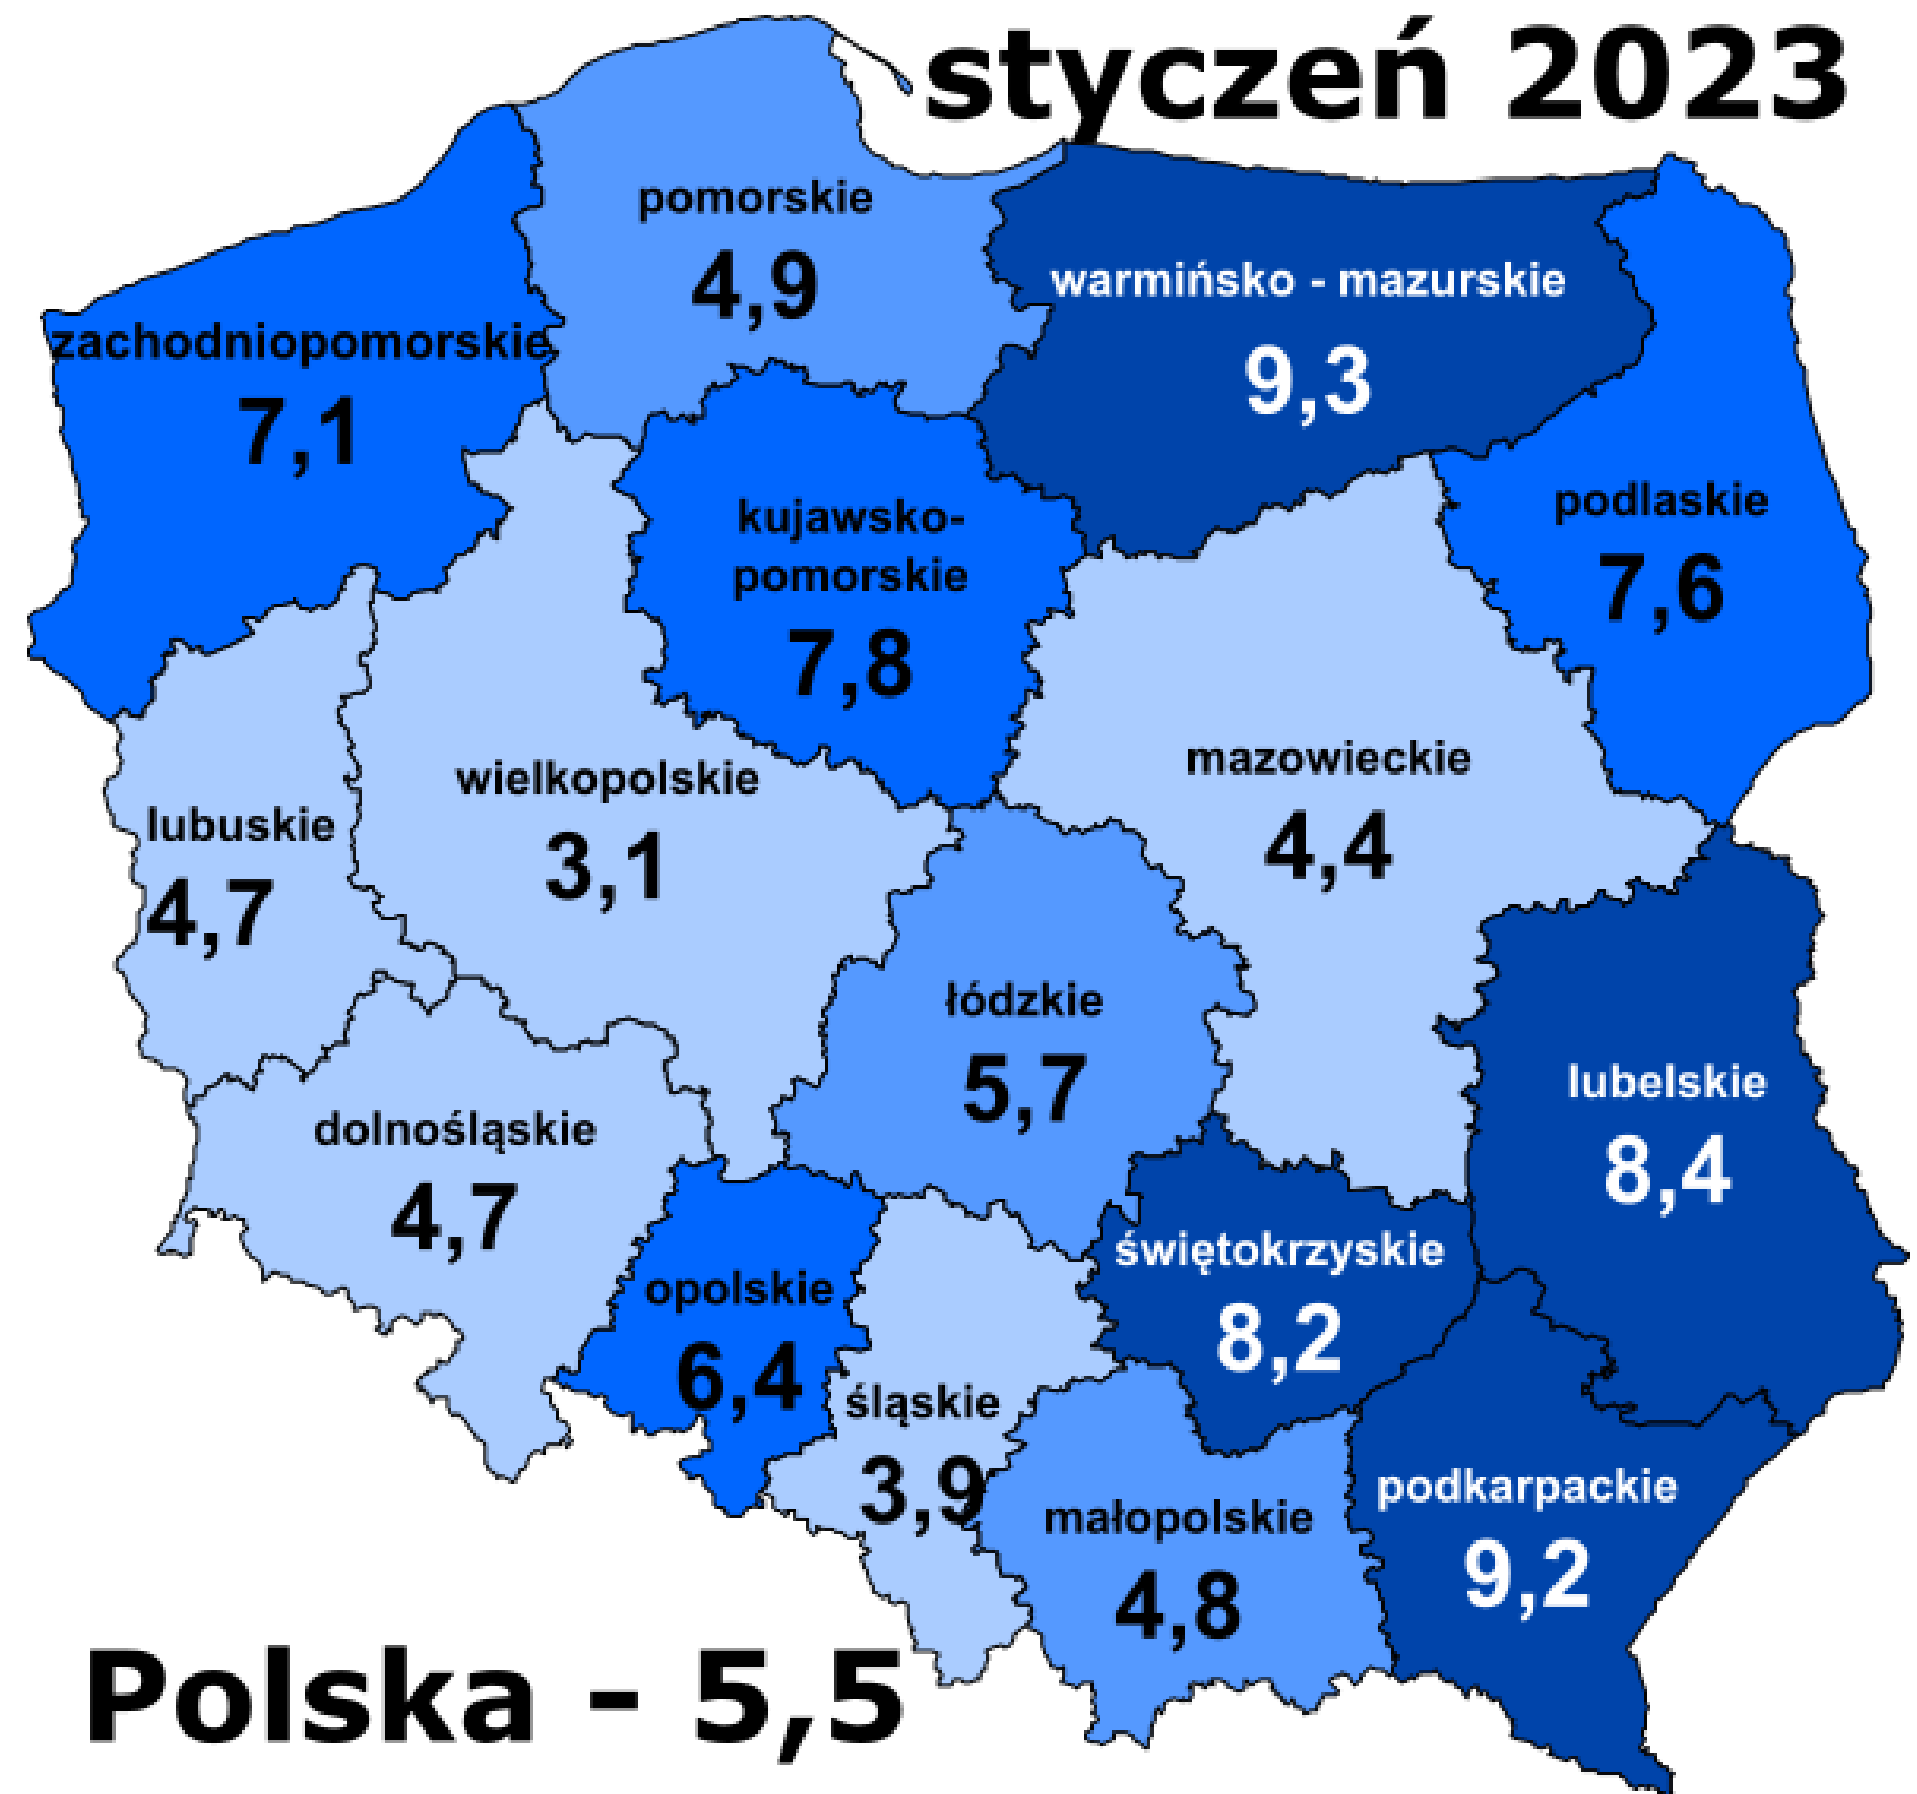 styczeń 2023
pomorskie
4,9
warmińsko - mazurskie
9,3
zachodniopomorskie
7,1
podlaskie
7,6
kujawsko-
pomorskie
7,8
mazowieckie
4,4
wielkopolskie
3,1
lubuskie
4,7
łódzkie
5,7
lubelskie
8,4
dolnośląskie
4,7
świętokrzyskie
8,2
opolskie
6,4
śląskie
3,9
małopolskie
4,8
podkarpackie
9,2
Polska - 5,5